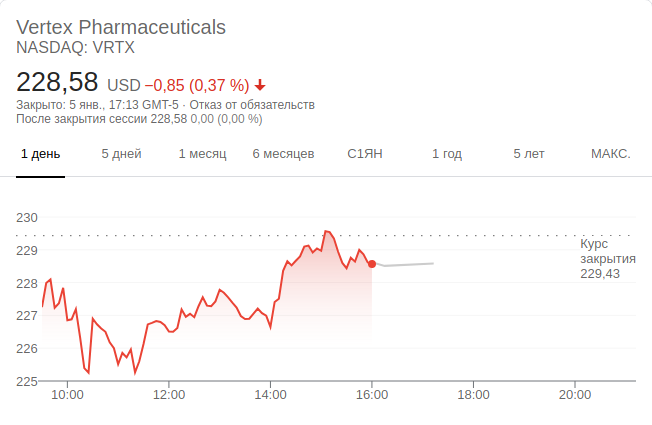 Vertex Pharmaceuticals
NASDAQ: VRTX
228,58 USD −0,85 (0,37 %)
Закрыто: 5 янв., 17:13 GMT-5 · Отказ от обязательств
После закрытия сессии 228,58 0,00 (0,00 %)
1 день 5 дней 1 месяц 6 месяцев С1ЯН 1 год 5 лет МАКС.
230
229
228
227
226
225
Курс
закрытия
229,43
10:00 12:00 14:00 16:00 18:00 20:00